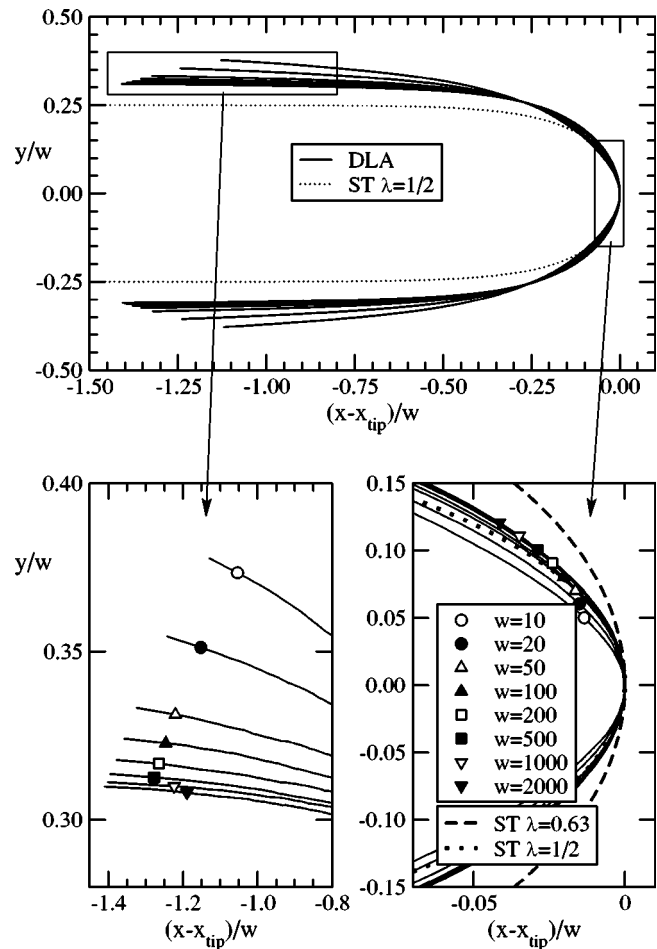 0.50
0.25
y/w
0.00
-0.25
-0.50
DLA
ST λ=1/2
-1.50 -1.25 -1.00 -0.75 -0.50 -0.25 0.00
(x-x_tip)/w
0.40
y/w
0.35
0.30
-1.4 -1.2 -1.0 -0.8
(x-x_tip)/w
0.15
0.10
0.05
0.00
-0.05
-0.10
-0.15
w=10
w=20
w=50
w=100
w=200
w=500
w=1000
w=2000
ST λ=0.63
ST λ=1/2
-0.05 0
(x-x_tip)/w